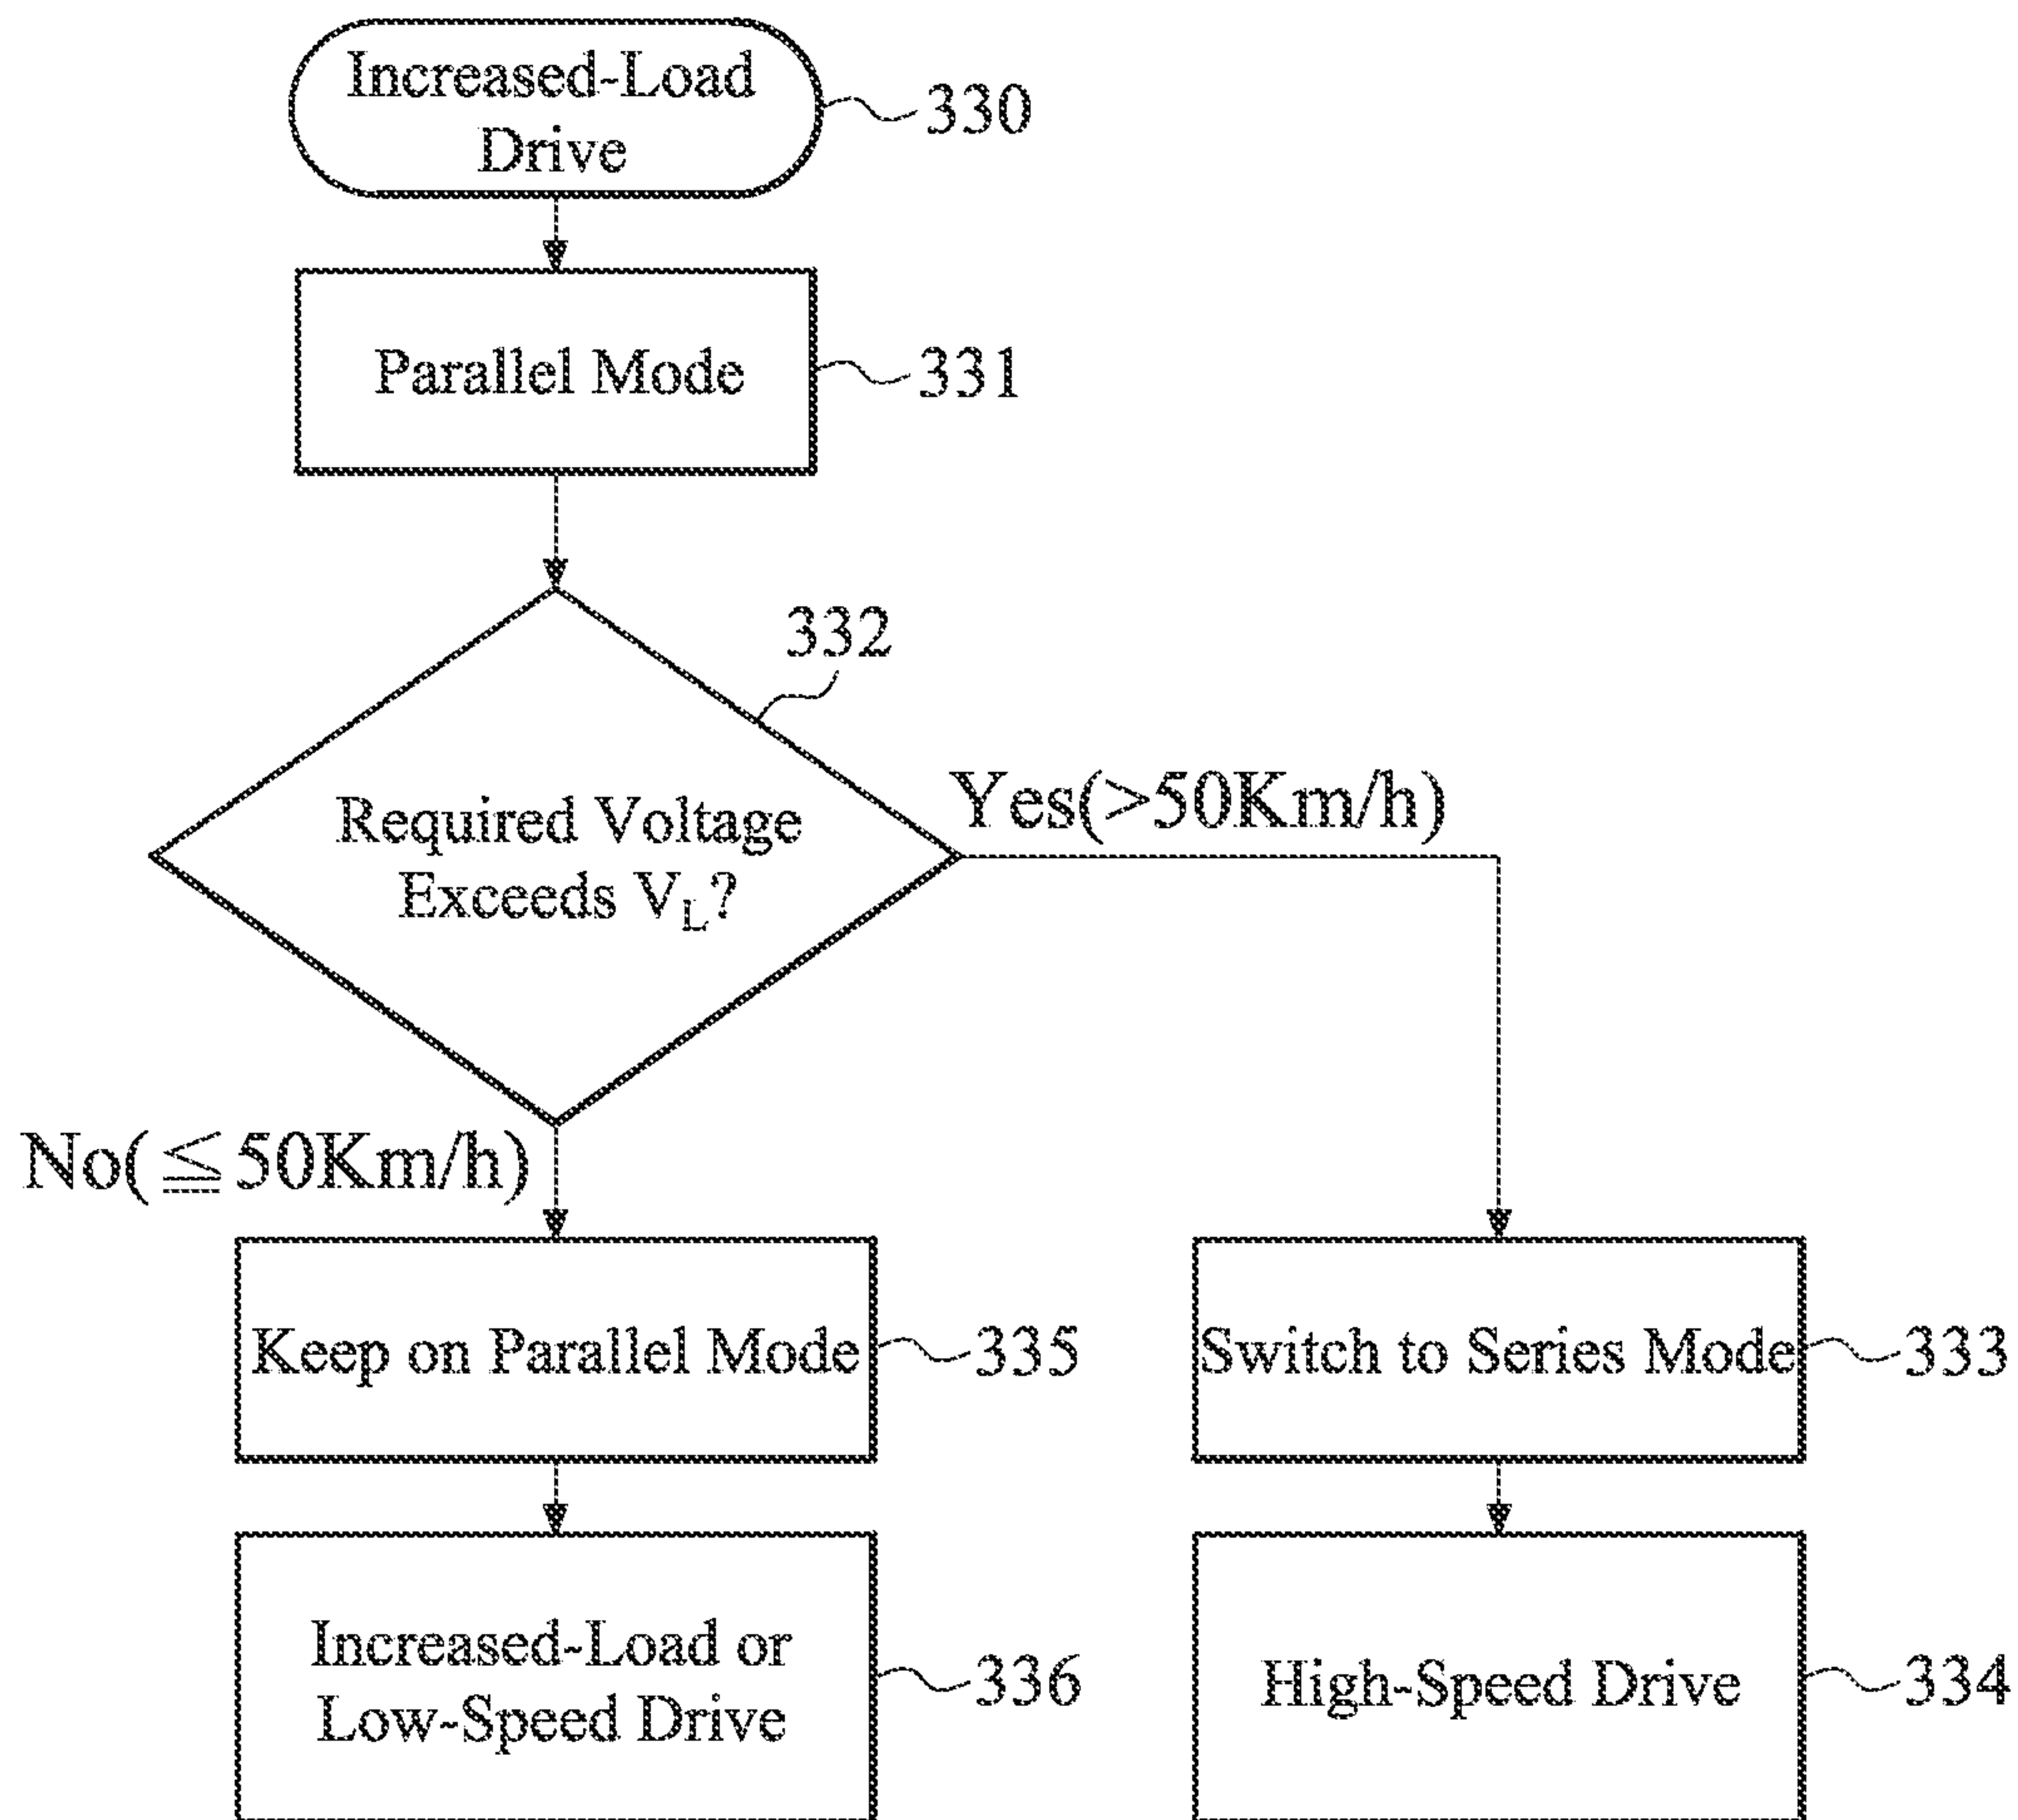 Increased-Load
Drive
330
Parallel Mode
331
332
Required Voltage
Exceeds VL?
Yes(>50Km/h)
No(≦50Km/h)
Keep on Parallel Mode
335
Switch to Series Mode
333
Increased-Load or
Low-Speed Drive
336
High-Speed Drive
334